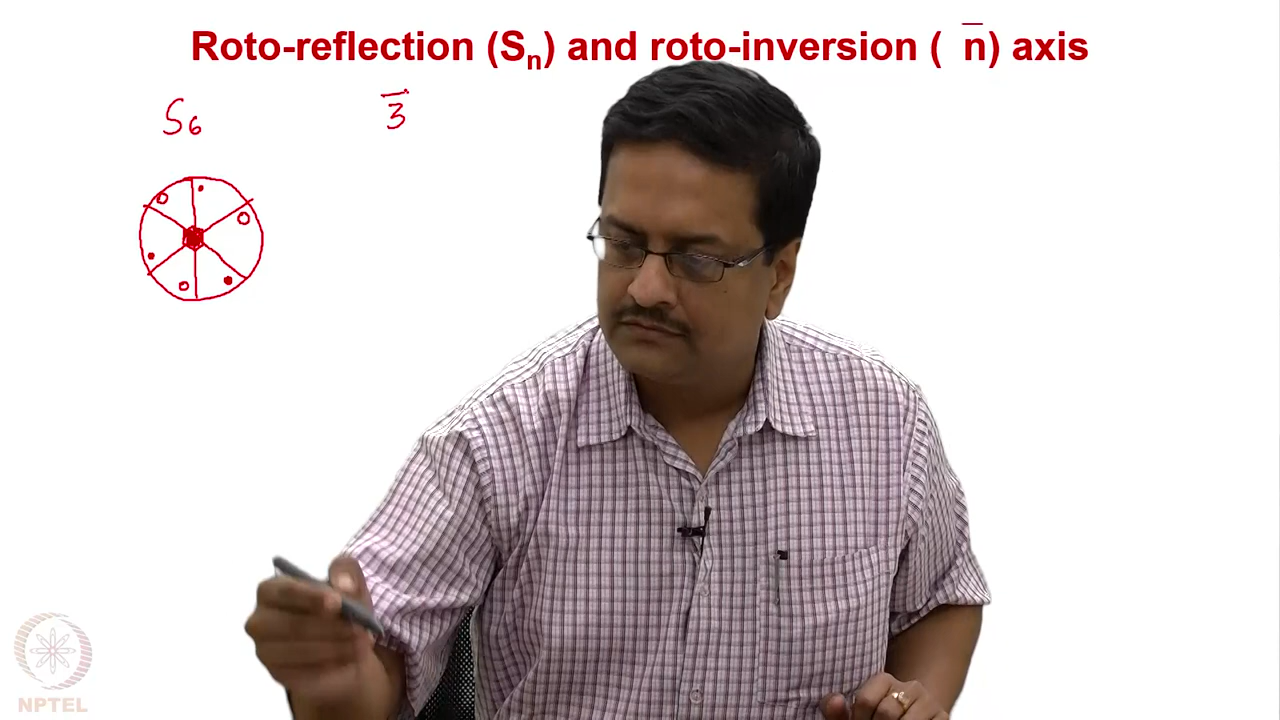 Roto-reflection (Sn) and roto-inversion ( n̅) axis
S6
3̅
NPTEL